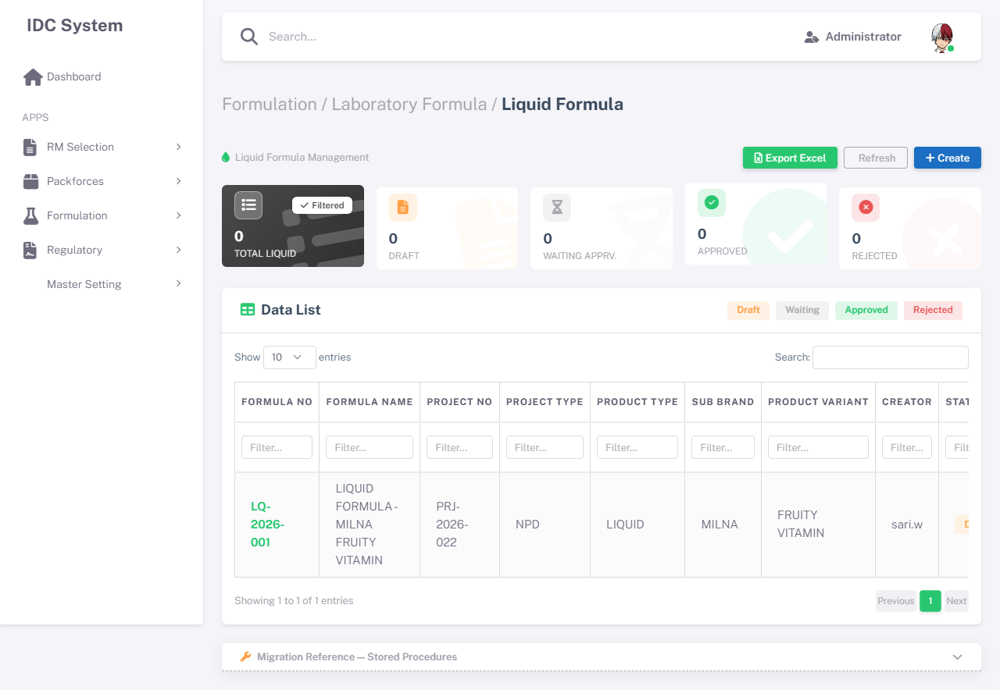 IDC System
Search...
Administrator
Dashboard
APPS
RM Selection
Packforces
Formulation
Regulatory
Master Setting
Formulation / Laboratory Formula / Liquid Formula
Liquid Formula Management
Export Excel
Refresh
Create
Filtered
0
TOTAL LIQUID
0
DRAFT
0
WAITING APPRV.
0
APPROVED
0
REJECTED
Data List
Draft
Waiting
Approved
Rejected
Show 10 entries
Search:
FORMULA NO FORMULA NAME PROJECT NO PROJECT TYPE PRODUCT TYPE SUB BRAND PRODUCT VARIANT CREATOR STAT
Filter... Filter... Filter... Filter... Filter... Filter... Filter... Filter... Filt
LQ-
2026-
001
LIQUID
FORMULA -
MILNA
FRUITY
VITAMIN
PRJ-
2026-
022
NPD
LIQUID
MILNA
FRUITY
VITAMIN
sari.w
Showing 1 to 1 of 1 entries
Previous 1 Next
Migration Reference — Stored Procedures